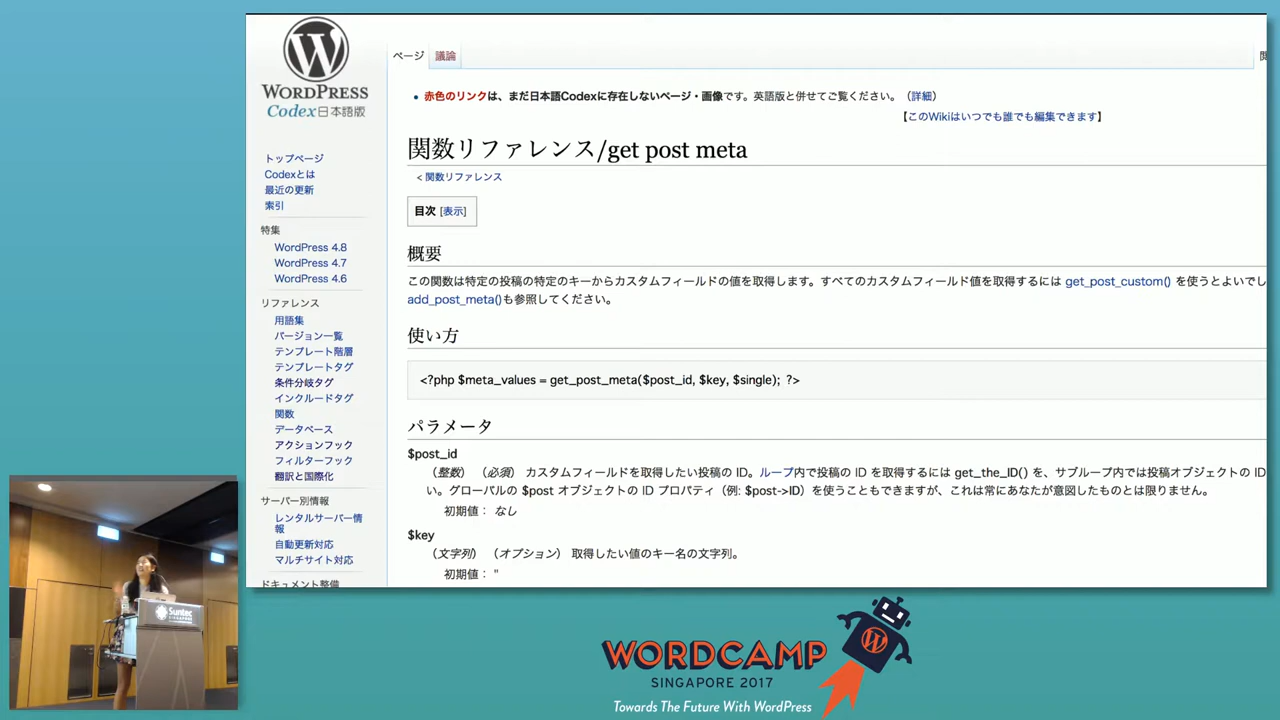 WORDPRESS
Codex日本語版
ページ
議論
赤色のリンクは、まだ日本語Codexに存在しないページ・画像です。英語版と併せてご覧ください。（詳細）
【このWikiはいつでも誰でも編集できます】
関数リファレンス/get post meta
< 関数リファレンス
目次 [表示]
概要
この関数は特定の投稿の特定のキーからカスタムフィールドの値を取得します。すべてのカスタムフィールド値を取得するには get_post_custom() を使うとよいでし
add_post_meta()も参照してください。
使い方
<?php $meta_values = get_post_meta($post_id, $key, $single); ?>
パラメータ
$post_id
（整数） （必須） カスタムフィールドを取得したい投稿の ID。ループ内で投稿の ID を取得するには get_the_ID() を、サブループ内では投稿オブジェクトの ID
い。グローバルの $post オブジェクトの ID プロパティ（例: $post->ID）を使うこともできますが、これは常にあなたが意図したものとは限りません。
初期値： なし
$key
（文字列） （オプション） 取得したい値のキー名の文字列。
初期値： ''
トップページ
Codexとは
最近の更新
索引
特集
WordPress 4.8
WordPress 4.7
WordPress 4.6
リファレンス
用語集
バージョン一覧
テンプレート階層
テンプレートタグ
条件分岐タグ
インクルードタグ
関数
データベース
アクションフック
フィルターフック
翻訳と国際化
サーバー別情報
レンタルサーバー情
報
自動更新対応
マルチサイト対応
ドキュメント整備
Suntec
SINGAPORE
WORDCAMP
SINGAPORE 2017
Towards The Future With WordPress